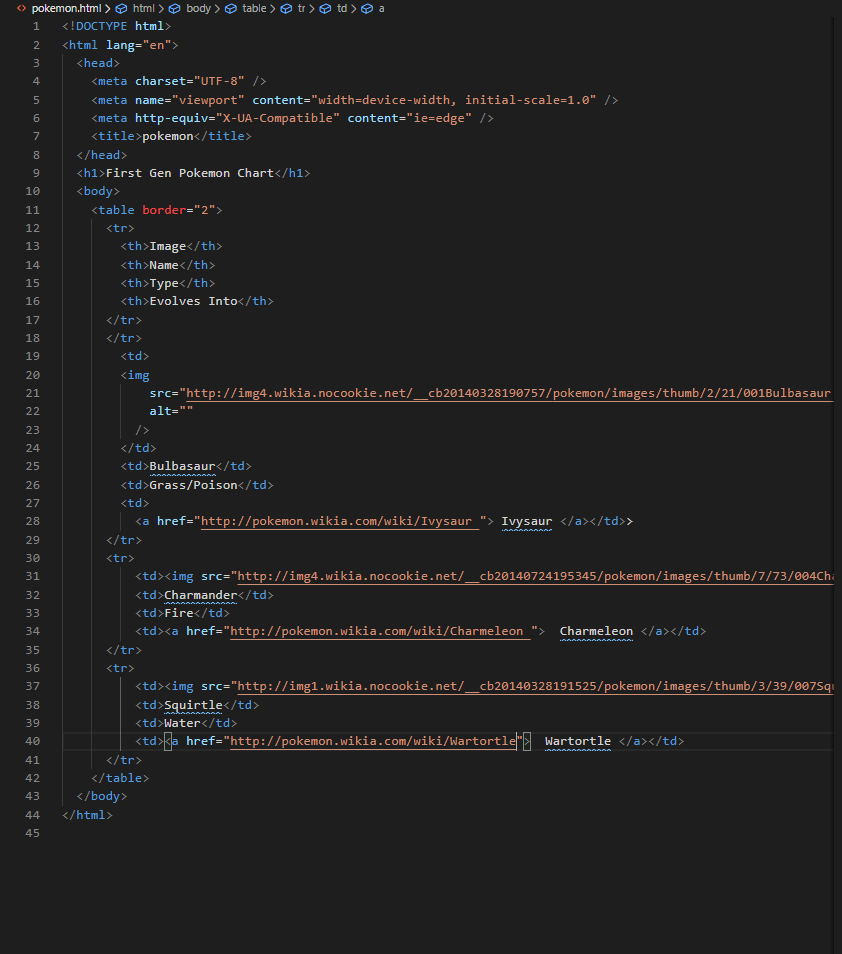 pokemon.html > html > body > table > tr > td > a
1 <!DOCTYPE html>
2 <html lang="en">
3 <head>
4 <meta charset="UTF-8" />
5 <meta name="viewport" content="width=device-width, initial-scale=1.0" />
6 <meta http-equiv="X-UA-Compatible" content="ie=edge" />
7 <title>pokemon</title>
8 </head>
9 <h1>First Gen Pokemon Chart</h1>
10 <body>
11 <table border="2">
12 <tr>
13 <th>Image</th>
14 <th>Name</th>
15 <th>Type</th>
16 <th>Evolves Into</th>
17 </tr>
18 </tr>
19 <td>
20 <img
21 src="http://img4.wikia.nocookie.net/__cb20140328190757/pokemon/images/thumb/2/21/001Bulbasaur
22 alt=""
23 />
24 </td>
25 <td>Bulbasaur</td>
26 <td>Grass/Poison</td>
27 <td>
28 <a href="http://pokemon.wikia.com/wiki/Ivysaur "> Ivysaur </a></td>>
29 </tr>
30 <tr>
31 <td><img src="http://img4.wikia.nocookie.net/__cb20140724195345/pokemon/images/thumb/7/73/004Cha
32 <td>Charmander</td>
33 <td>Fire</td>
34 <td><a href="http://pokemon.wikia.com/wiki/Charmeleon ">  Charmeleon </a></td>
35 </tr>
36 <tr>
37 <td><img src="http://img1.wikia.nocookie.net/__cb20140328191525/pokemon/images/thumb/3/39/007Squ
38 <td>Squirtle</td>
39 <td>Water</td>
40 <td><a href="http://pokemon.wikia.com/wiki/Wartortle">  Wartortle </a></td>
41 </tr>
42 </table>
43 </body>
44 </html>
45